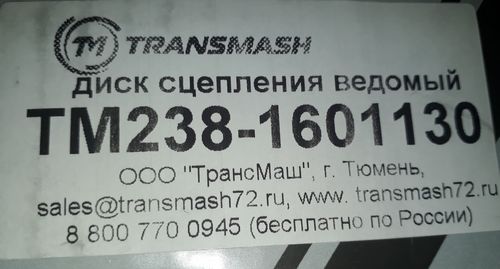 TM TRANSMASH
диск сцепления ведомый
ТМ238-1601130
ООО "ТрансМаш", г. Тюмень,
sales@transmash72.ru, www. transmash72.ru
8 800 770 0945 (бесплатно по России)